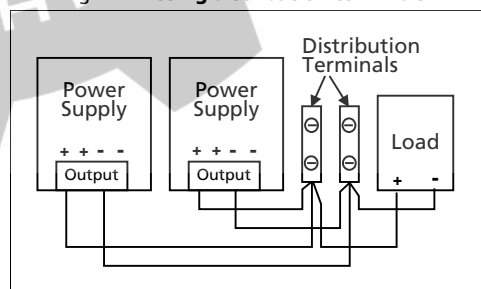 Distribution
Terminals
Power
Supply
+ + - -
Output
Power
Supply
+ + - -
Output
Load
+ -